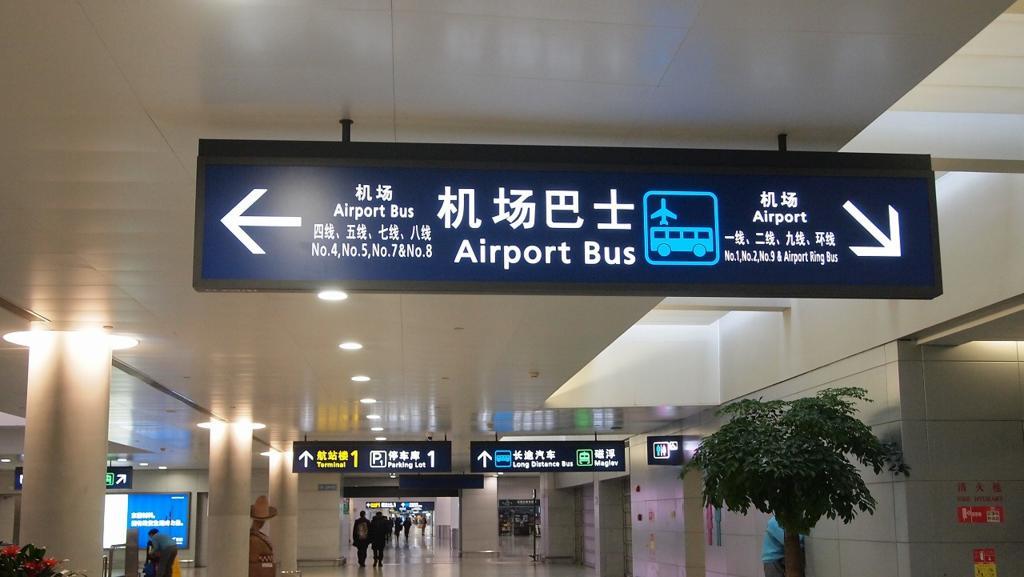 机场
Airport Bus
四线、五线、七线、八线
No.4,No.5,No.7&No.8
机场巴士
Airport Bus
机场
Airport
一线、二线、九线、环线
No.1,No.2,No.9 & Airport Ring Bus
航站楼 1
Terminal
P 停车库 1
Parking Lot
长途汽车
Long Distance Bus
磁浮
Maglev
消火栓
FIRE HYDRANT